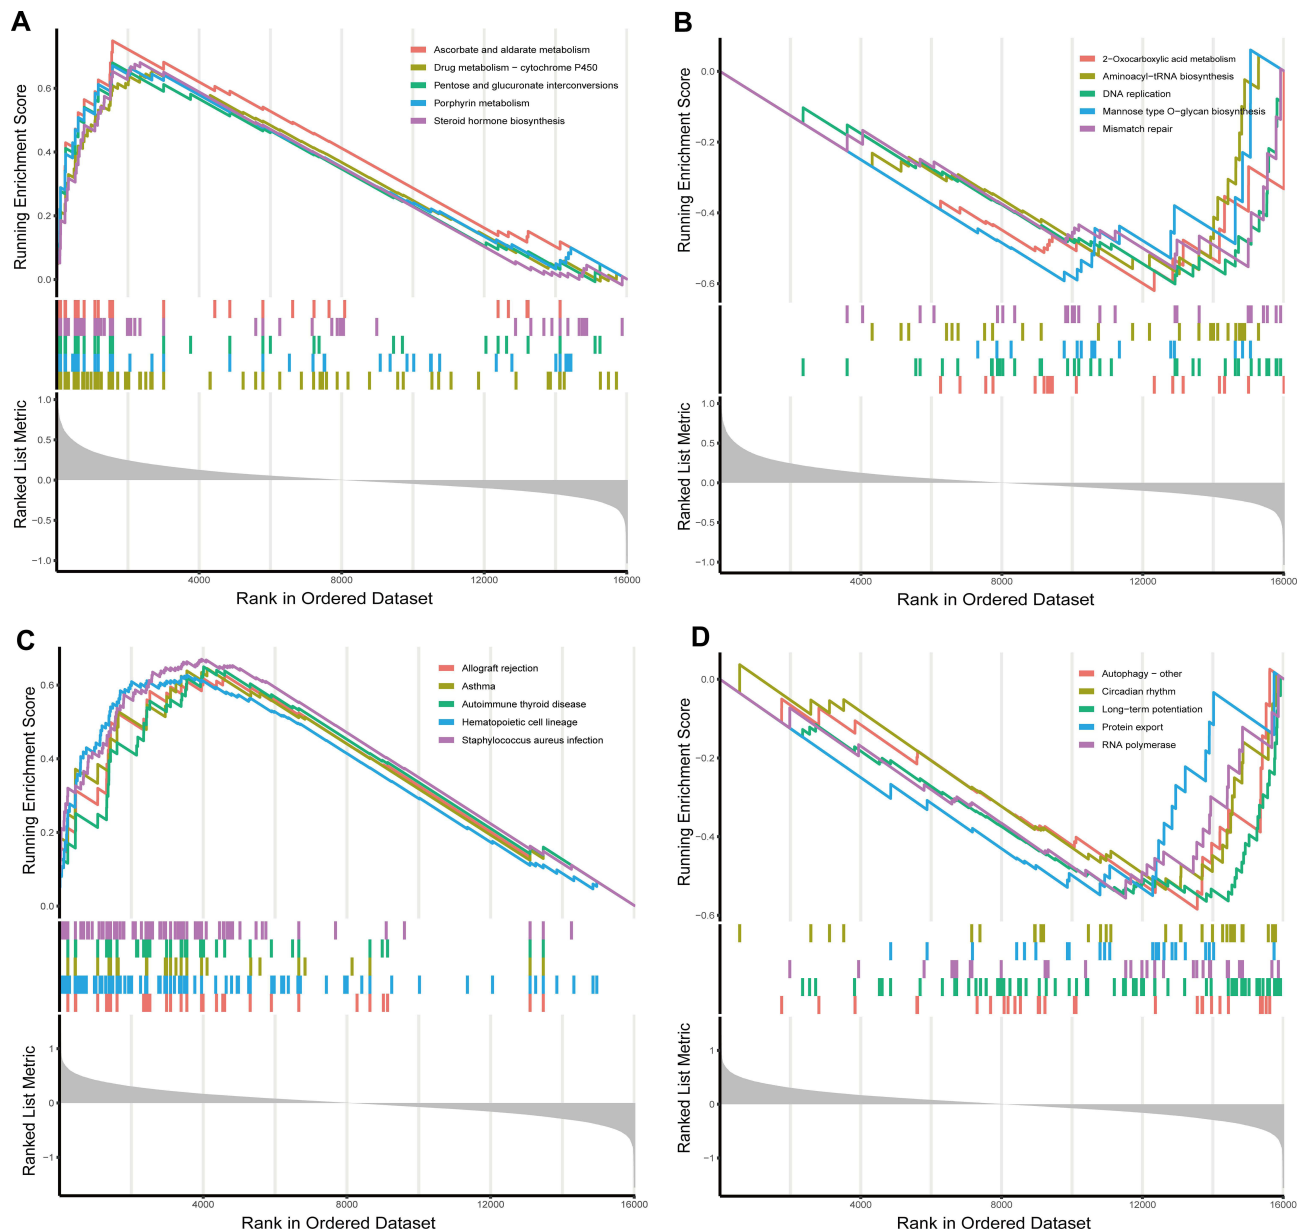 A
Running Enrichment Score
0.6
0.4
0.2
0.0
Ascorbate and aldarate metabolism
Drug metabolism − cytochrome P450
Pentose and glucuronate interconversions
Porphyrin metabolism
Steroid hormone biosynthesis
Ranked List Metric
1.0
0.5
0.0
−0.5
−1.0
4000 8000 12000 16000
Rank in Ordered Dataset
B
Running Enrichment Score
0.0
−0.2
−0.4
−0.6
2−Oxocarboxylic acid metabolism
Aminoacyl−tRNA biosynthesis
DNA replication
Mannose type O−glycan biosynthesis
Mismatch repair
Ranked List Metric
1.0
0.5
0.0
−0.5
−1.0
4000 8000 12000 16000
Rank in Ordered Dataset
C
Running Enrichment Score
0.6
0.4
0.2
0.0
Allograft rejection
Asthma
Autoimmune thyroid disease
Hematopoietic cell lineage
Staphylococcus aureus infection
Ranked List Metric
1
0
−1
4000 8000 12000 16000
Rank in Ordered Dataset
D
Running Enrichment Score
0.0
−0.2
−0.4
−0.6
Autophagy − other
Circadian rhythm
Long−term potentiation
Protein export
RNA polymerase
Ranked List Metric
1
0
−1
4000 8000 12000 16000
Rank in Ordered Dataset